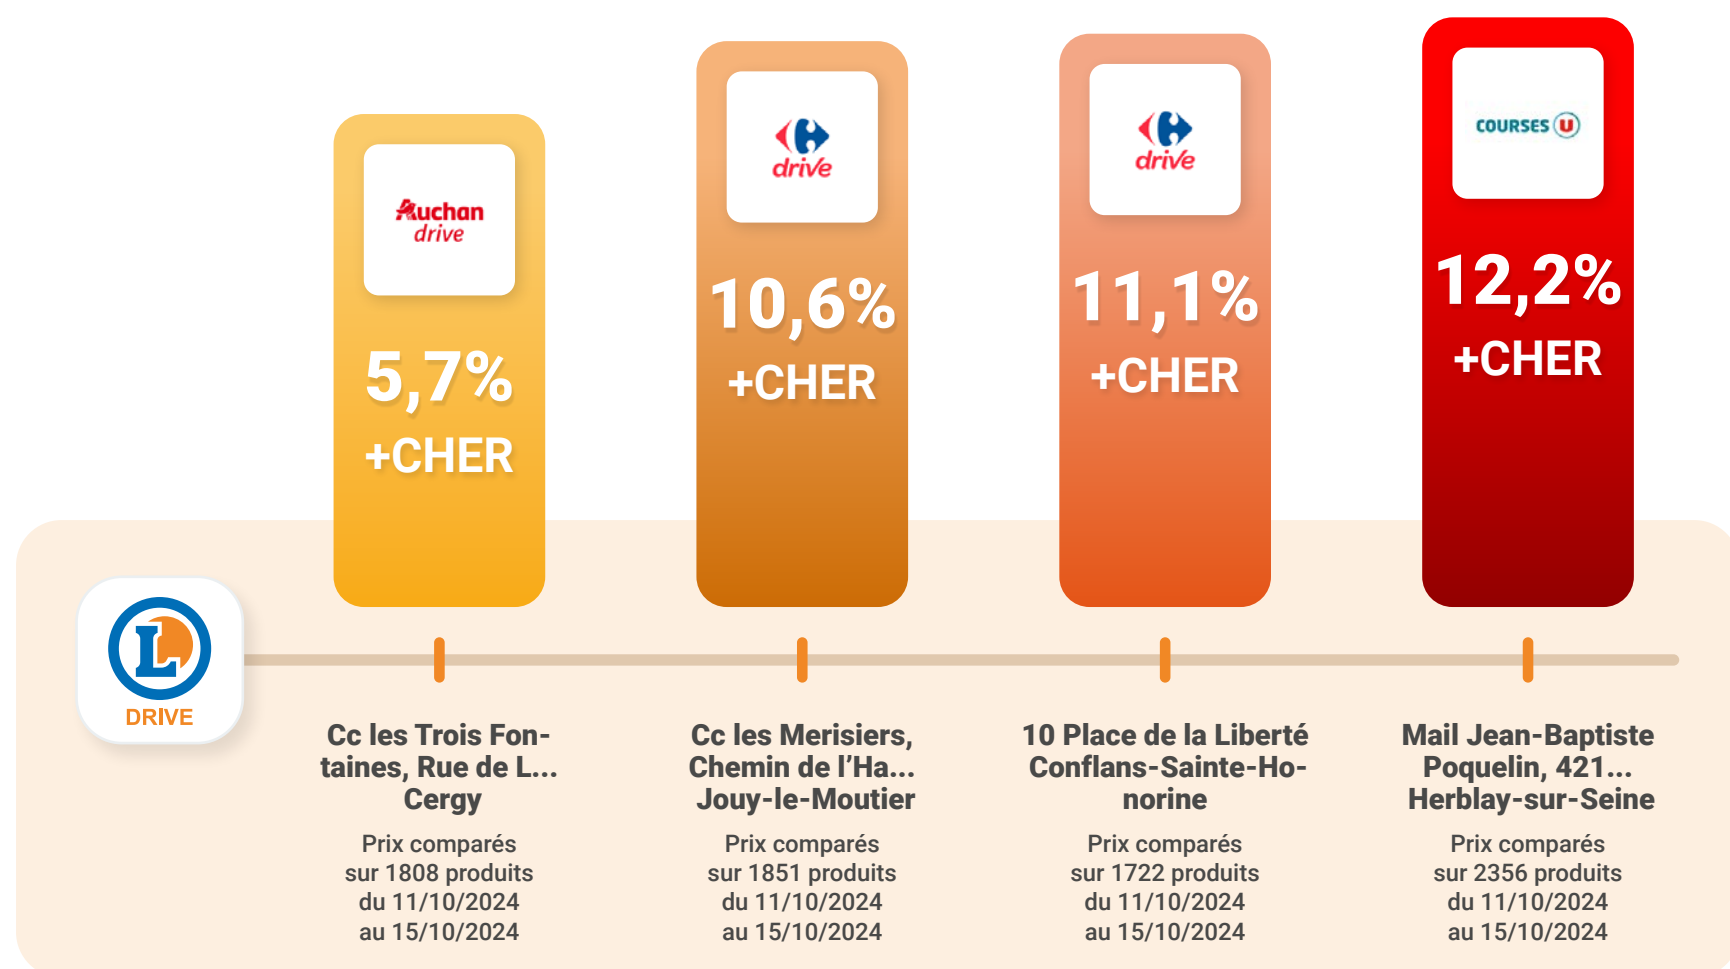 Auchan
drive
5,7%
+CHER
drive
10,6%
+CHER
drive
11,1%
+CHER
COURSES U
12,2%
+CHER
L
DRIVE
Cc les Trois Fon-
taines, Rue de L...
Cergy
Prix comparés
sur 1808 produits
du 11/10/2024
au 15/10/2024
Cc les Merisiers,
Chemin de l’Ha...
Jouy-le-Moutier
Prix comparés
sur 1851 produits
du 11/10/2024
au 15/10/2024
10 Place de la Liberté
Conflans-Sainte-Ho-
norine
Prix comparés
sur 1722 produits
du 11/10/2024
au 15/10/2024
Mail Jean-Baptiste
Poquelin, 421...
Herblay-sur-Seine
Prix comparés
sur 2356 produits
du 11/10/2024
au 15/10/2024